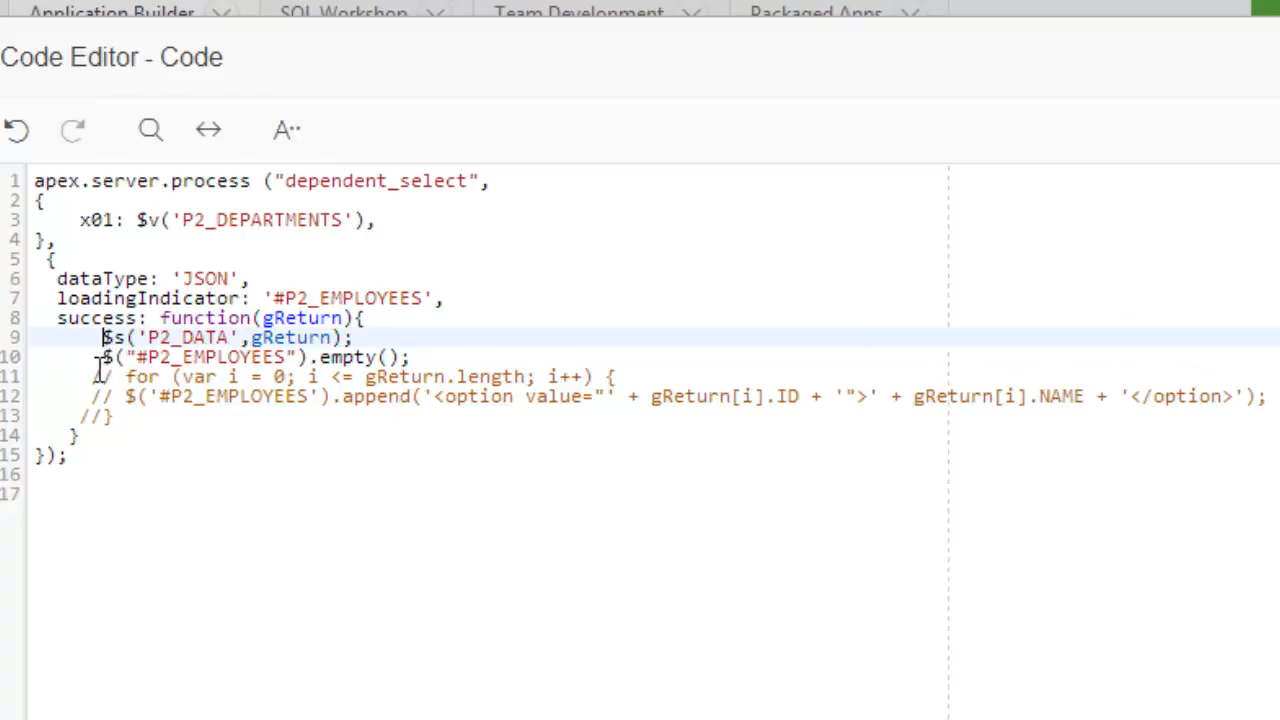 Application Builder SQL Workshop Team Development Packaged Apps
Code Editor - Code
A
1 apex.server.process ("dependent_select",
2 {
3 x01: $v('P2_DEPARTMENTS'),
4 },
5 {
6 dataType: 'JSON',
7 loadingIndicator: '#P2_EMPLOYEES',
8 success: function(gReturn){
9 $s('P2_DATA',gReturn);
10 $("#P2_EMPLOYEES").empty();
11 // for (var i = 0; i <= gReturn.length; i++) {
12 // $('#P2_EMPLOYEES').append('<option value="' + gReturn[i].ID + '">' + gReturn[i].NAME + '</option>');
13 //}
14 }
15 });
16
17